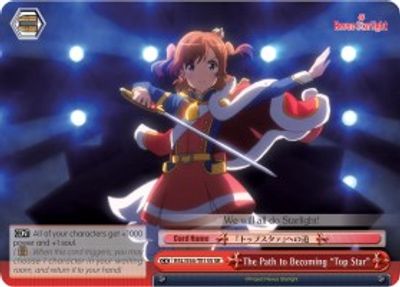 Revue Starlight
We will all do Starlight!
All of your characters get +1000
power and +1 soul.
When this card triggers, you may
choose 1 Character in your waiting
room, and return it to your hand)
Card Name
「トップスタァ」への道
The Path to Becoming "Top Star"